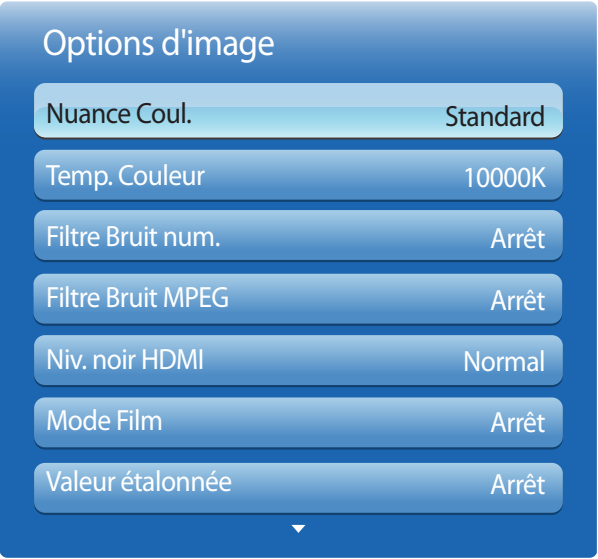 Options d'image
Nuance Coul. Standard
Temp. Couleur 10000K
Filtre Bruit num. Arrêt
Filtre Bruit MPEG Arrêt
Niv. noir HDMI Normal
Mode Film Arrêt
Valeur étalonnée Arrêt